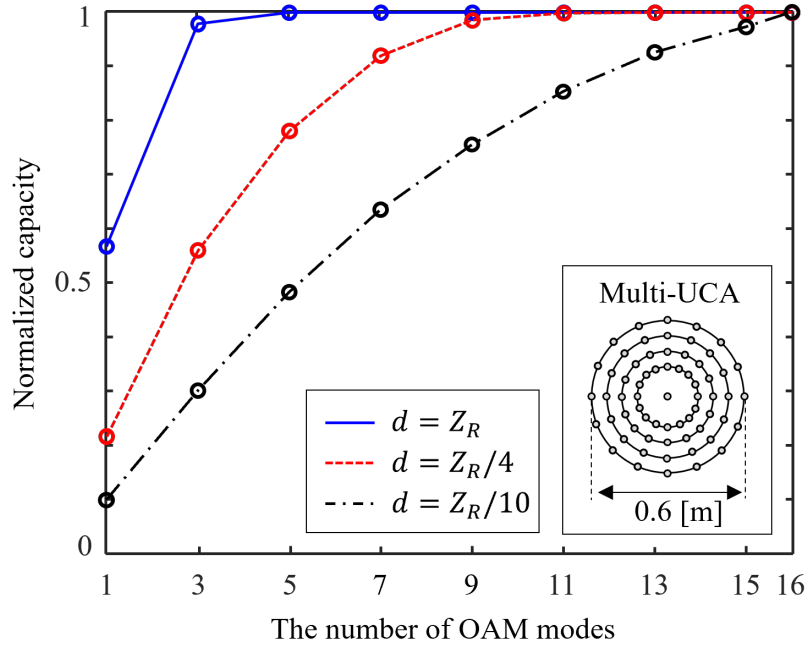 1
0.5
0
Normalized capacity
1 3 5 7 9 11 13 15 16
The number of OAM modes
d = Z_R
d = Z_R/4
d = Z_R/10
Multi-UCA
0.6 [m]